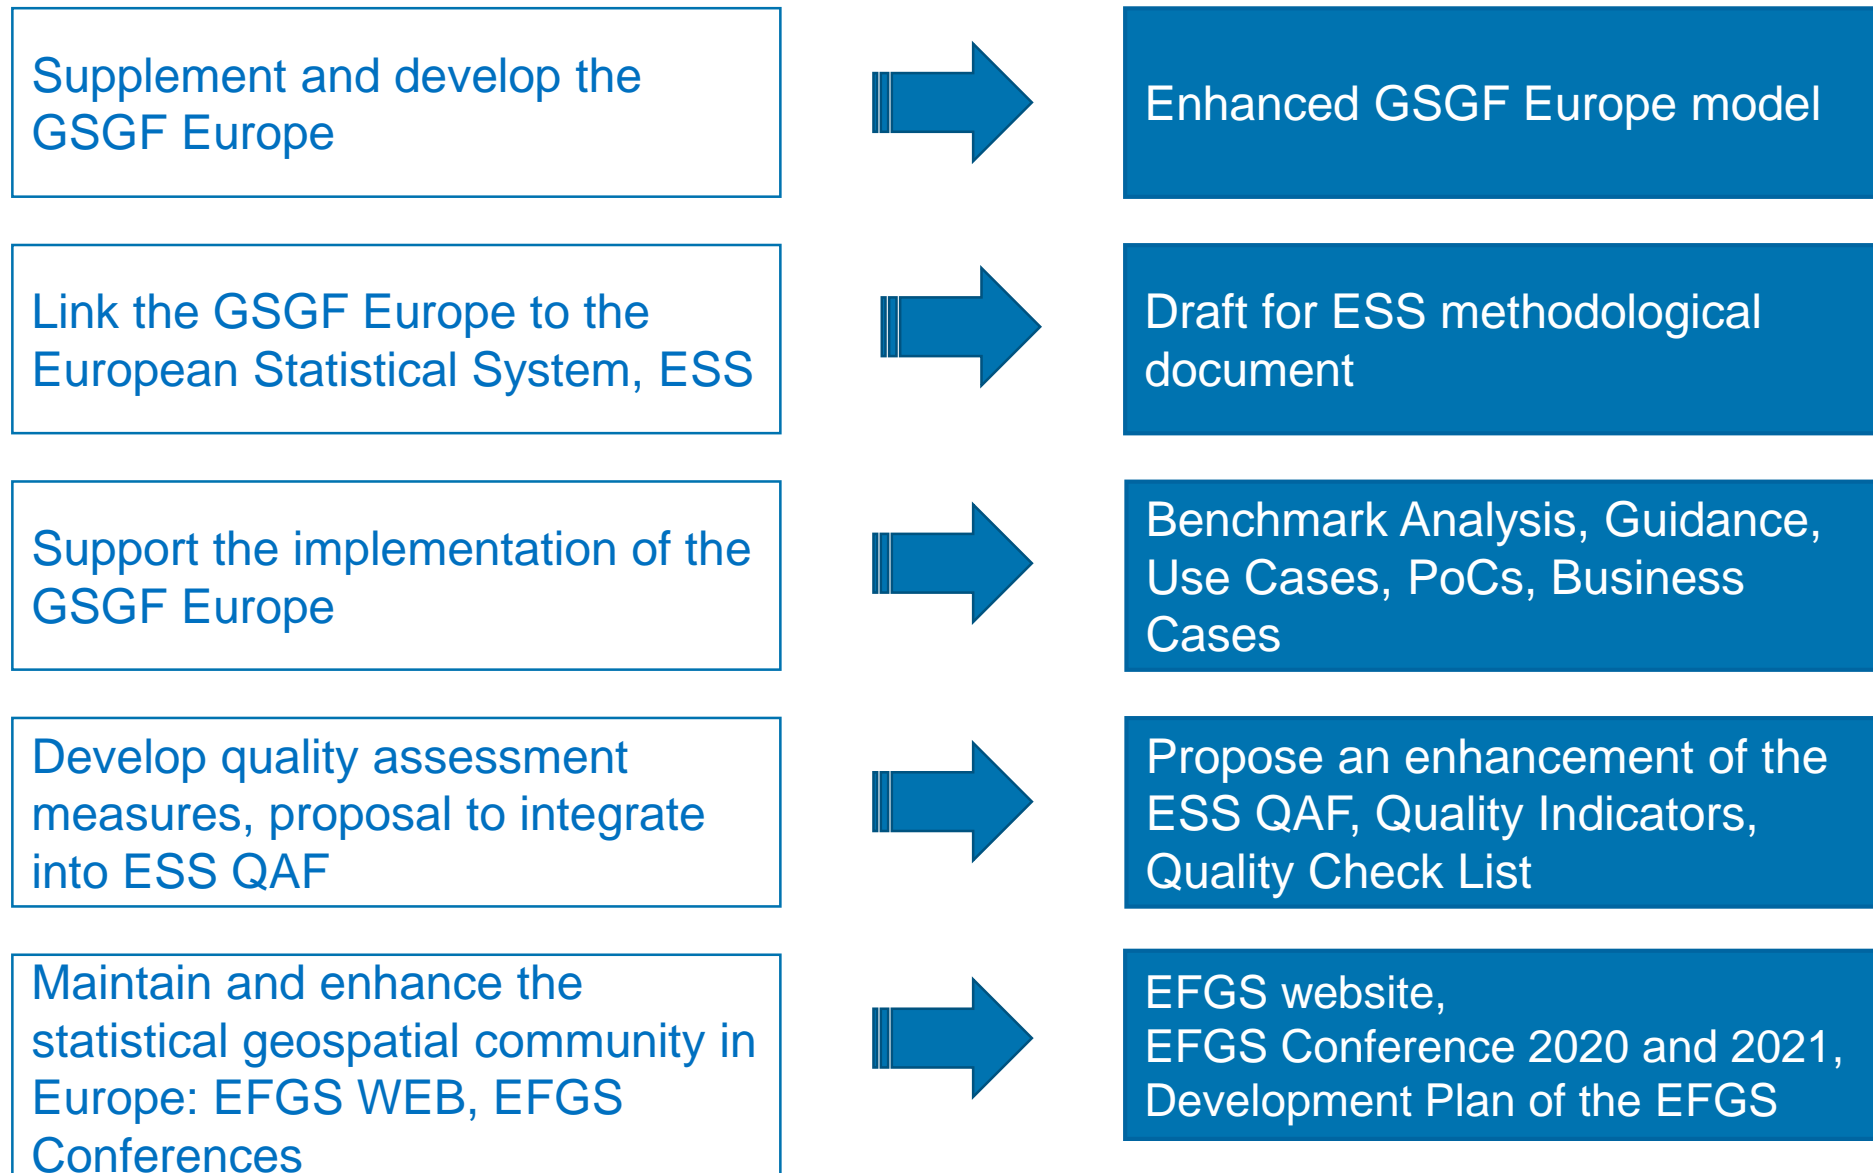 Supplement and develop the
GSGF Europe
Enhanced GSGF Europe model
Link the GSGF Europe to the
European Statistical System, ESS
Draft for ESS methodological
document
Support the implementation of the
GSGF Europe
Benchmark Analysis, Guidance,
Use Cases, PoCs, Business
Cases
Develop quality assessment
measures, proposal to integrate
into ESS QAF
Propose an enhancement of the
ESS QAF, Quality Indicators,
Quality Check List
Maintain and enhance the
statistical geospatial community in
Europe: EFGS WEB, EFGS
Conferences
EFGS website,
EFGS Conference 2020 and 2021,
Development Plan of the EFGS